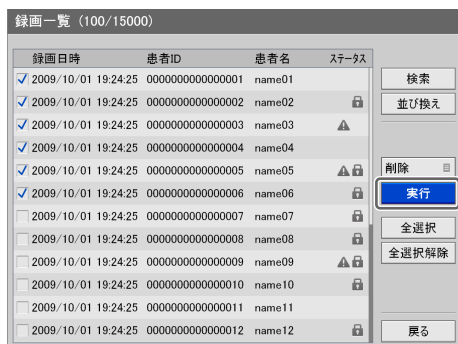 録画一覧 (100/15000)
録画日時 患者ID 患者名 ステータス
2009/10/01 19:24:25 0000000000000001 name01
2009/10/01 19:24:25 0000000000000002 name02
2009/10/01 19:24:25 0000000000000003 name03
2009/10/01 19:24:25 0000000000000004 name04
2009/10/01 19:24:25 0000000000000005 name05
2009/10/01 19:24:25 0000000000000006 name06
2009/10/01 19:24:25 0000000000000007 name07
2009/10/01 19:24:25 0000000000000008 name08
2009/10/01 19:24:25 0000000000000009 name09
2009/10/01 19:24:25 0000000000000010 name10
2009/10/01 19:24:25 0000000000000011 name11
2009/10/01 19:24:25 0000000000000012 name12
検索
並び換え
削除
実行
全選択
全選択解除
戻る